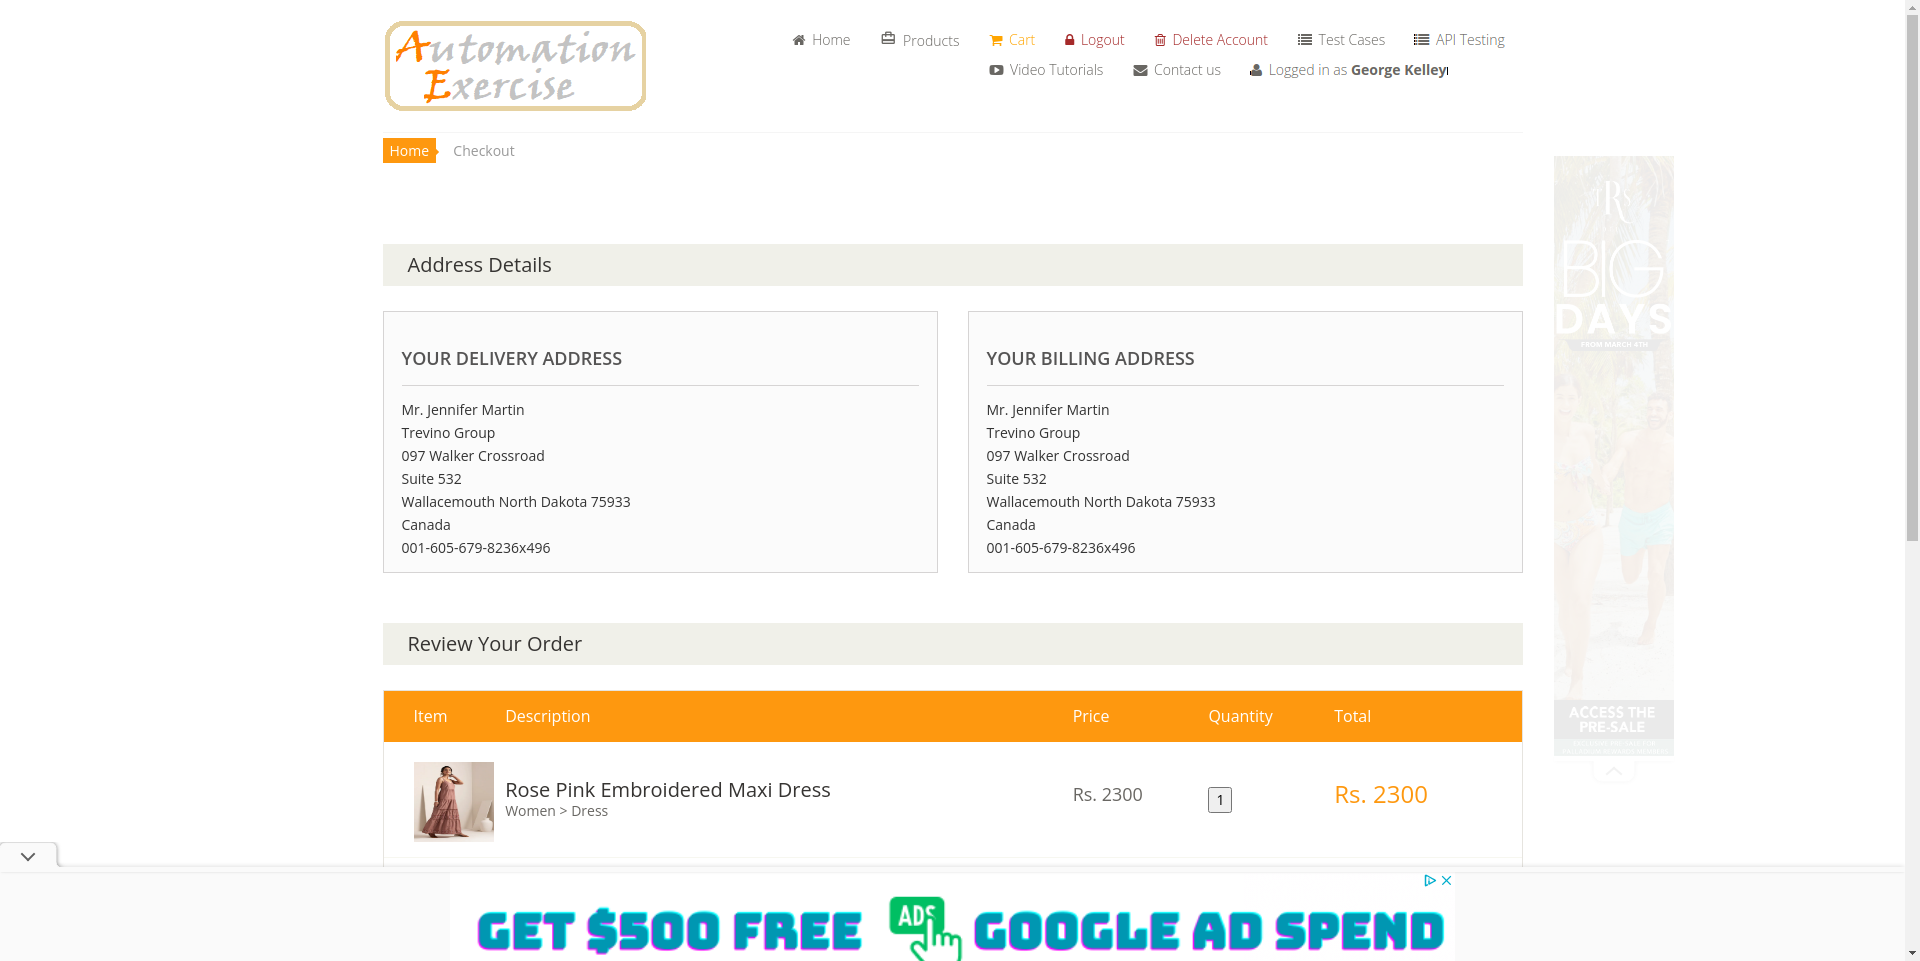 Automation
Exercise
Home
Products
Cart
Logout
Delete Account
Test Cases
API Testing
Video Tutorials
Contact us
Logged in as George Kelley
Home
Checkout
Address Details
YOUR DELIVERY ADDRESS
Mr. Jennifer Martin
Trevino Group
097 Walker Crossroad
Suite 532
Wallacemouth North Dakota 75933
Canada
001-605-679-8236x496
YOUR BILLING ADDRESS
Mr. Jennifer Martin
Trevino Group
097 Walker Crossroad
Suite 532
Wallacemouth North Dakota 75933
Canada
001-605-679-8236x496
BIG
DAYS
FROM MARCH 4TH
ACCESS THE
PRE-SALE
Review Your Order
Item Description Price Quantity Total
Rose Pink Embroidered Maxi Dress Rs. 2300 1 Rs. 2300
Women > Dress
GET $500 FREE ADS GOOGLE AD SPEND